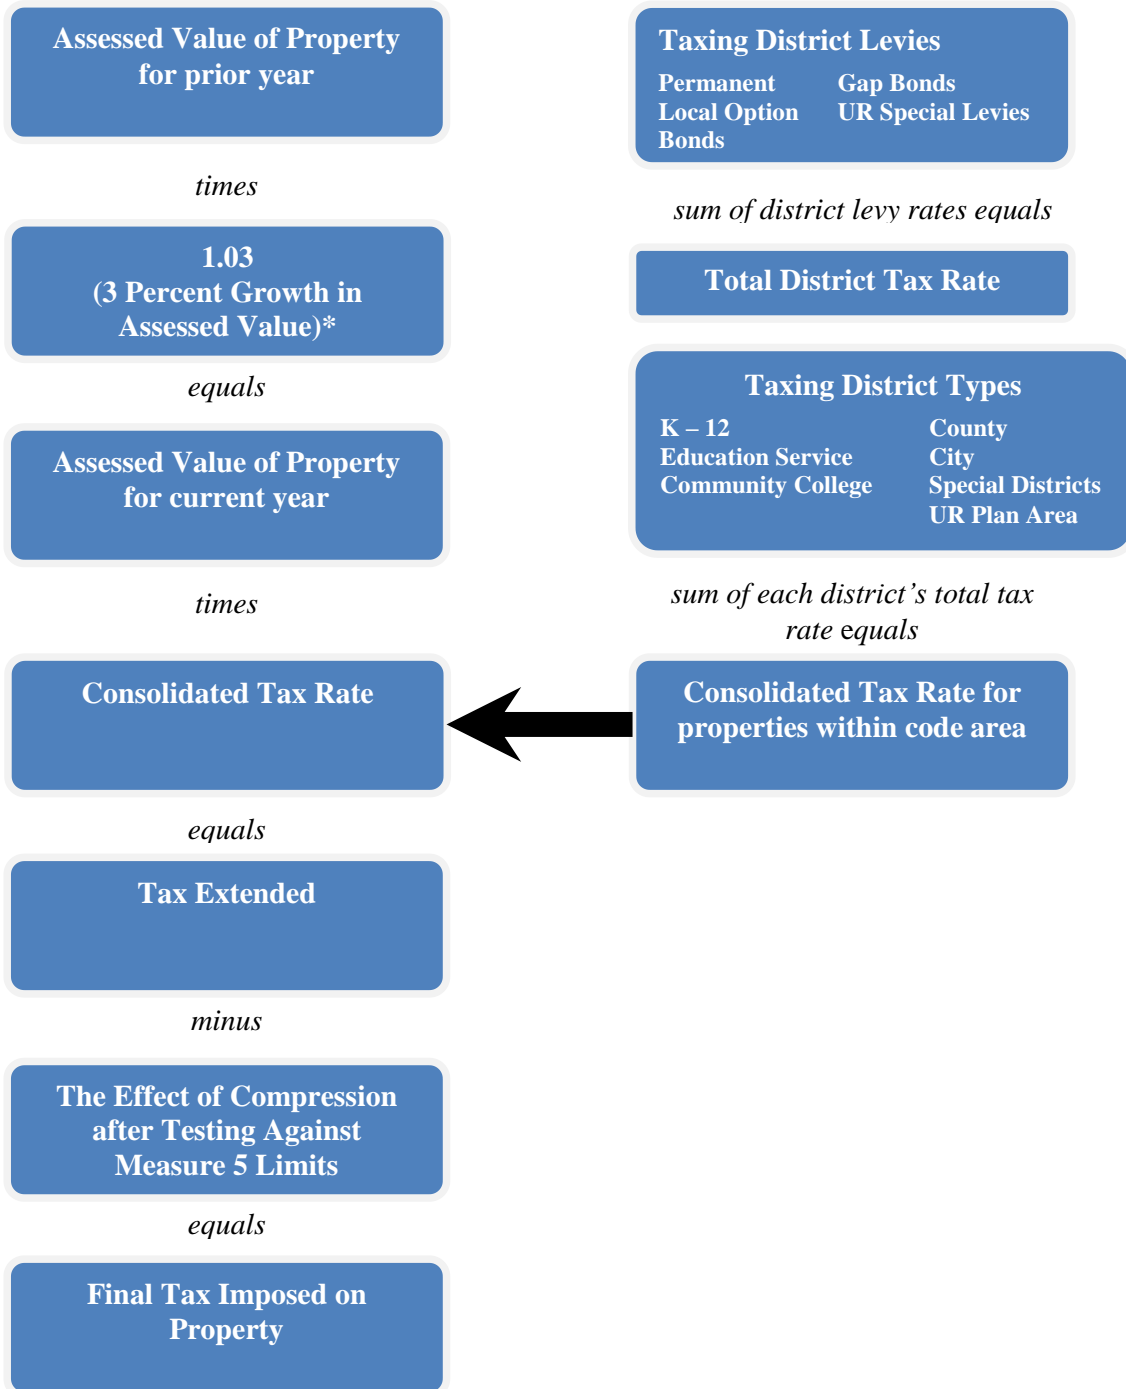 Assessed Value of Property
for prior year
times
1.03
(3 Percent Growth in
Assessed Value)*
equals
Assessed Value of Property
for current year
times
Consolidated Tax Rate
equals
Tax Extended
minus
The Effect of Compression
after Testing Against
Measure 5 Limits
equals
Final Tax Imposed on
Property
Taxing District Levies
Permanent Gap Bonds
Local Option UR Special Levies
Bonds
sum of district levy rates equals
Total District Tax Rate
Taxing District Types
K – 12 County
Education Service City
Community College Special Districts
UR Plan Area
sum of each district’s total tax
rate equals
Consolidated Tax Rate for
properties within code area